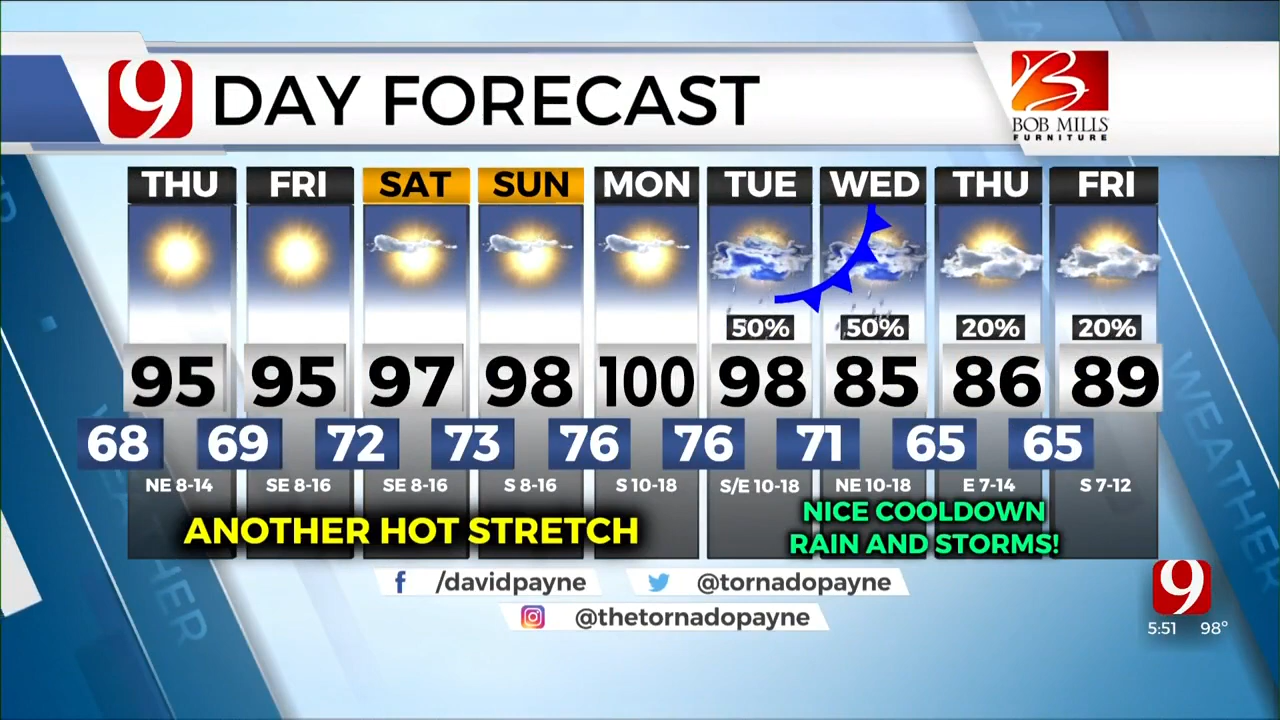 9 DAY FORECAST
B
BOB MILLS
FURNITURE
THU FRI SAT SUN MON TUE WED THU FRI
50% 50% 20% 20%
95 95 97 98 100 98 85 86 89
68 69 72 73 76 76 71 65 65
NE 8-14 SE 8-16 SE 8-16 S 8-16 S 10-18 S/E 10-18 NE 10-18 E 7-14 S 7-12
ANOTHER HOT STRETCH
NICE COOLDOWN
RAIN AND STORMS!
f /davidpayne @tornadopayne
@thetornadopayne
9
5:51 98°
WEATHER
WEATHER
WEATHER